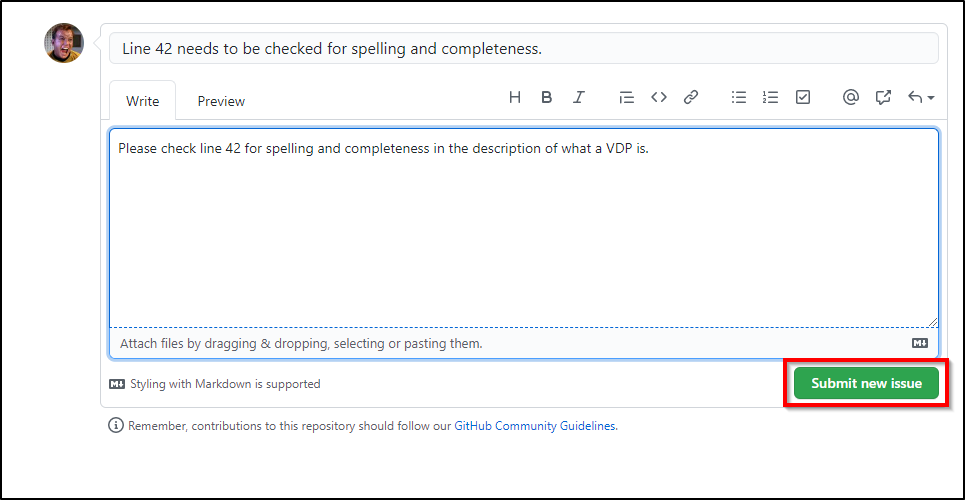 Line 42 needs to be checked for spelling and completeness.
Write Preview H B I
Please check line 42 for spelling and completeness in the description of what a VDP is.
Attach files by dragging & dropping, selecting or pasting them.
Styling with Markdown is supported Submit new issue
Remember, contributions to this repository should follow our GitHub Community Guidelines.